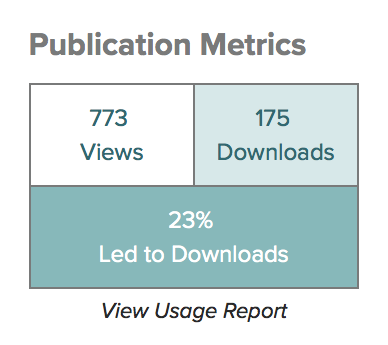 Publication Metrics
773
Views
175
Downloads
23%
Led to Downloads
View Usage Report